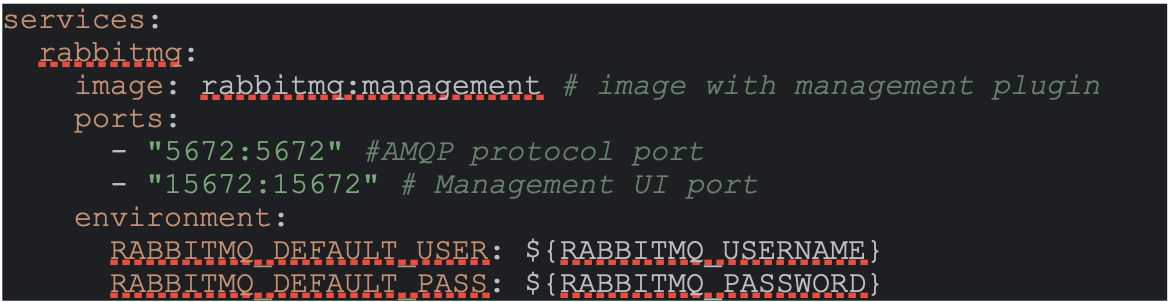 services:
  rabbitmq:
    image: rabbitmq:management # image with management plugin
    ports:
      - "5672:5672" #AMQP protocol port
      - "15672:15672" # Management UI port
    environment:
      RABBITMQ_DEFAULT_USER: ${RABBITMQ_USERNAME}
      RABBITMQ_DEFAULT_PASS: ${RABBITMQ_PASSWORD}